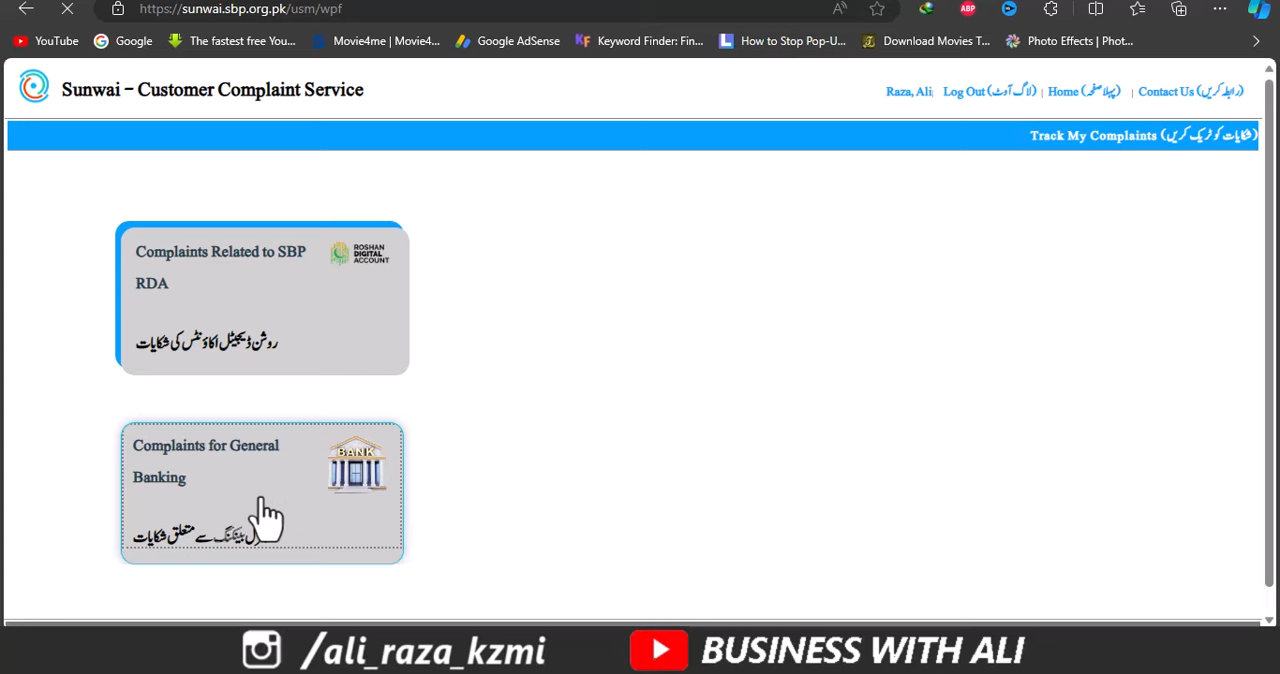 https://sunwai.sbp.org.pk/usm/wpf
ABP
YouTube Google The fastest free You... Movie4me | Movie4... Google AdSense KF Keyword Finder: Fin... L How to Stop Pop-U... Download Movies T... Photo Effects | Phot...
Sunwai – Customer Complaint Service
Raza, Ali| Log Out (لاگ آوٹ) | Home (پہلا صفحہ) | Contact Us (رابطہ کریں)
Track My Complaints (شکایات کو ٹریک کریں)
Complaints Related to SBP
RDA
ROSHAN
DIGITAL
ACCOUNT
روشن ڈیجیٹل اکاؤنٹس کی شکایات
Complaints for General
Banking
BANK
بینکنگ سے متعلق شکایات
/ali_raza_kzmi BUSINESS WITH ALI